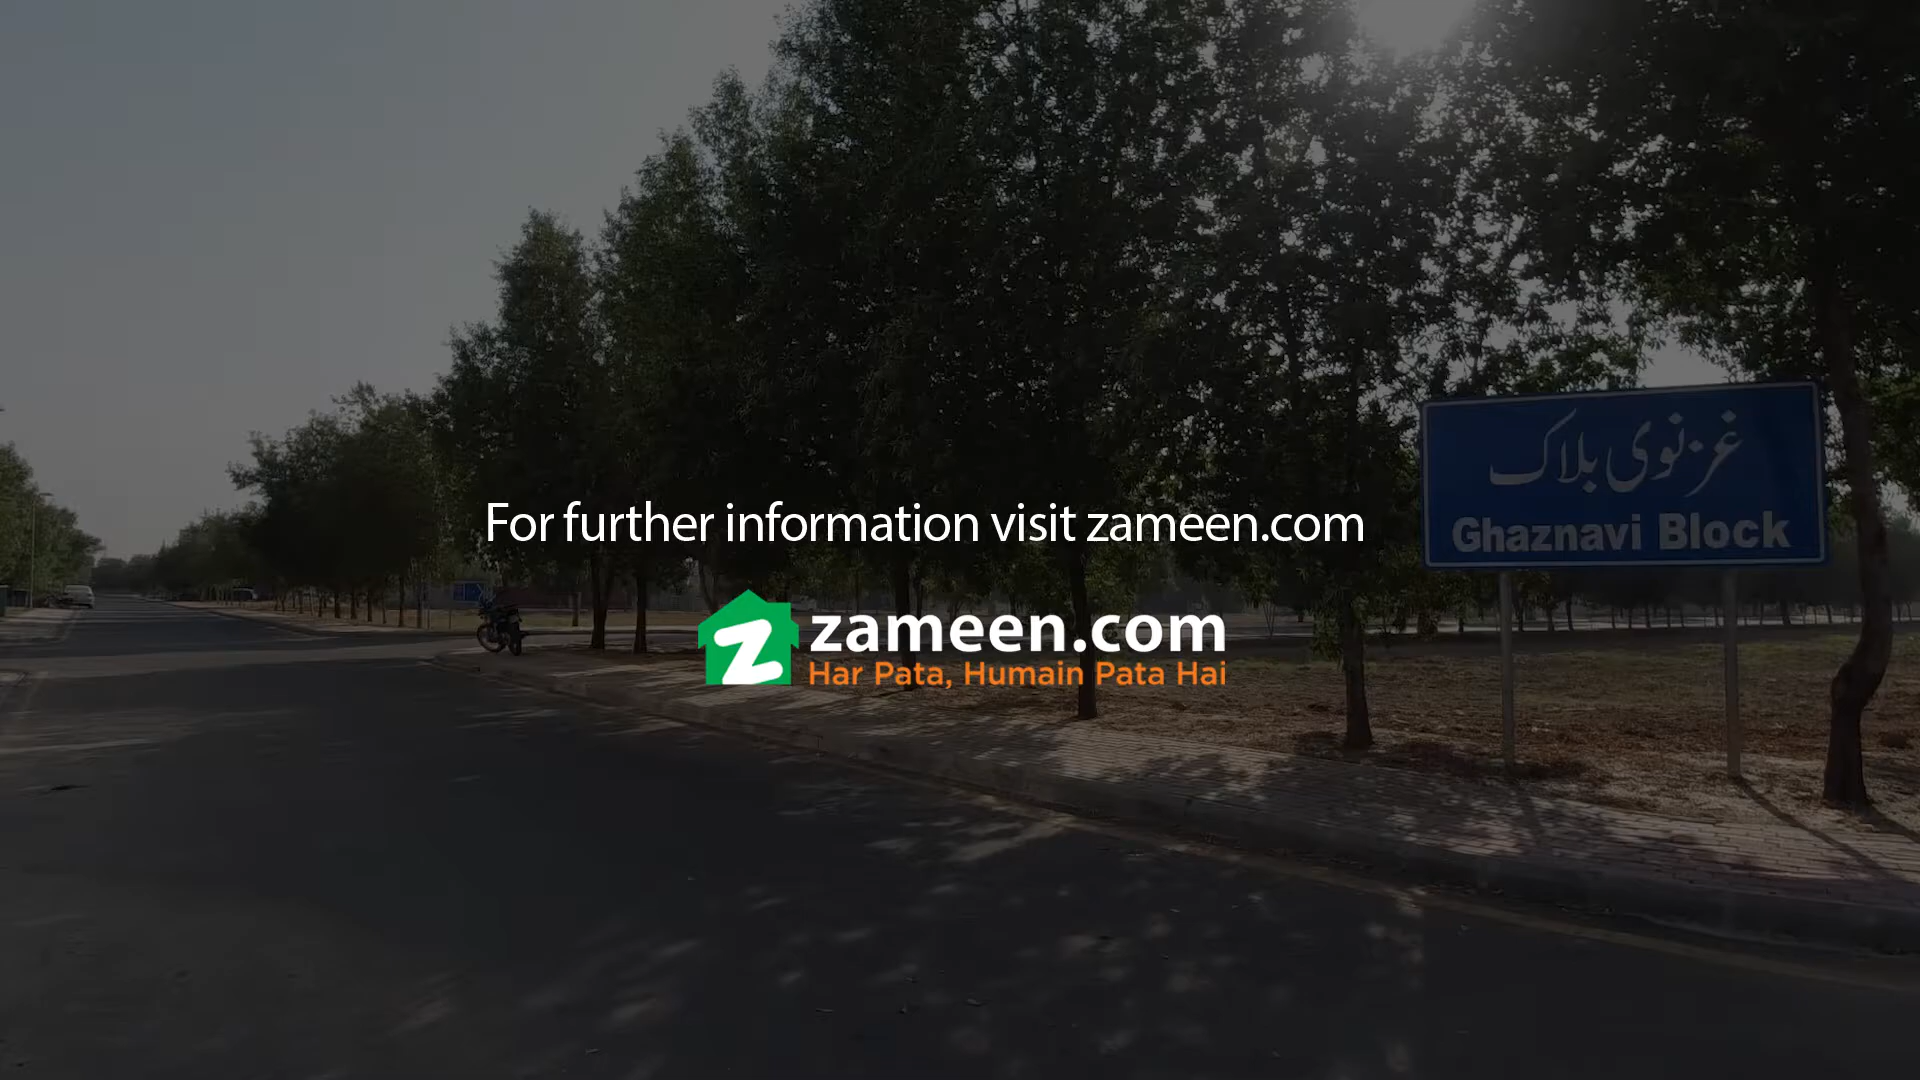 غزنوی بلاک
Ghaznavi Block
For further information visit zameen.com
zameen.com
Har Pata, Humain Pata Hai